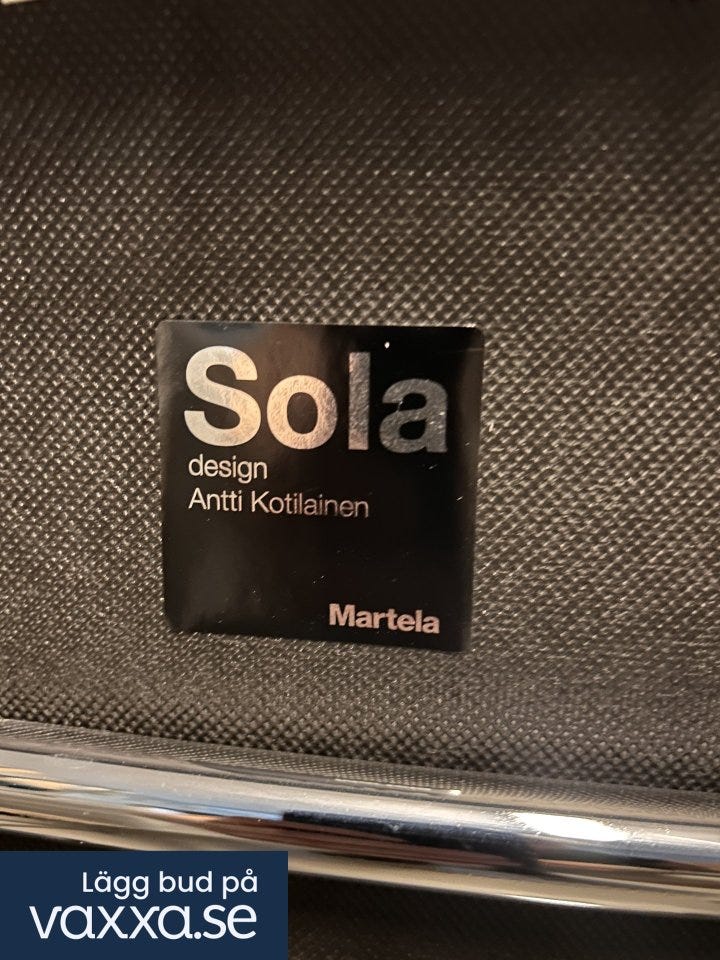 Sola
design
Antti Kotilainen
Martela
Lägg bud på
vaxxa.se